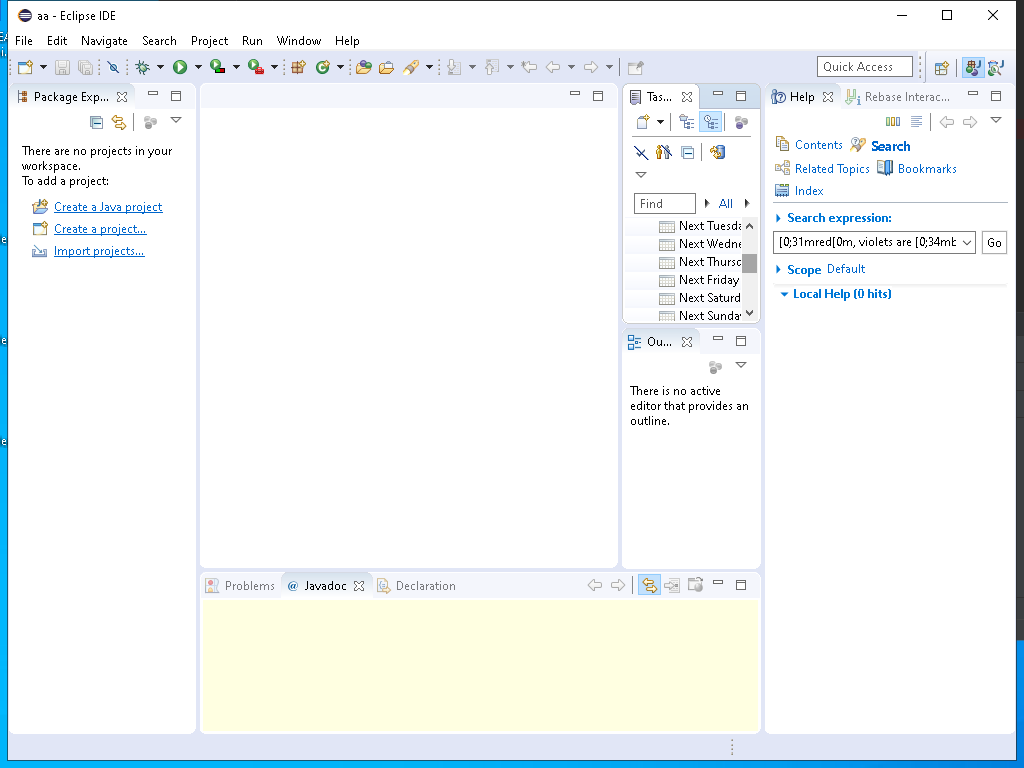 aa - Eclipse IDE
File Edit Navigate Search Project Run Window Help
Quick Access
Package Exp...
There are no projects in your
workspace.
To add a project:
Create a Java project
Create a project...
Import projects...
Tas...
Find
All
Next Tuesda
Next Wedne
Next Thursd
Next Friday
Next Saturd
Next Sunda
Ou...
There is no active
editor that provides an
outline.
Help
Rebase Interac...
Contents
Search
Related Topics
Bookmarks
Index
Search expression:
[0;31mred[0m, violets are [0;34mb
Go
Scope Default
Local Help (0 hits)
Problems
@ Javadoc
Declaration